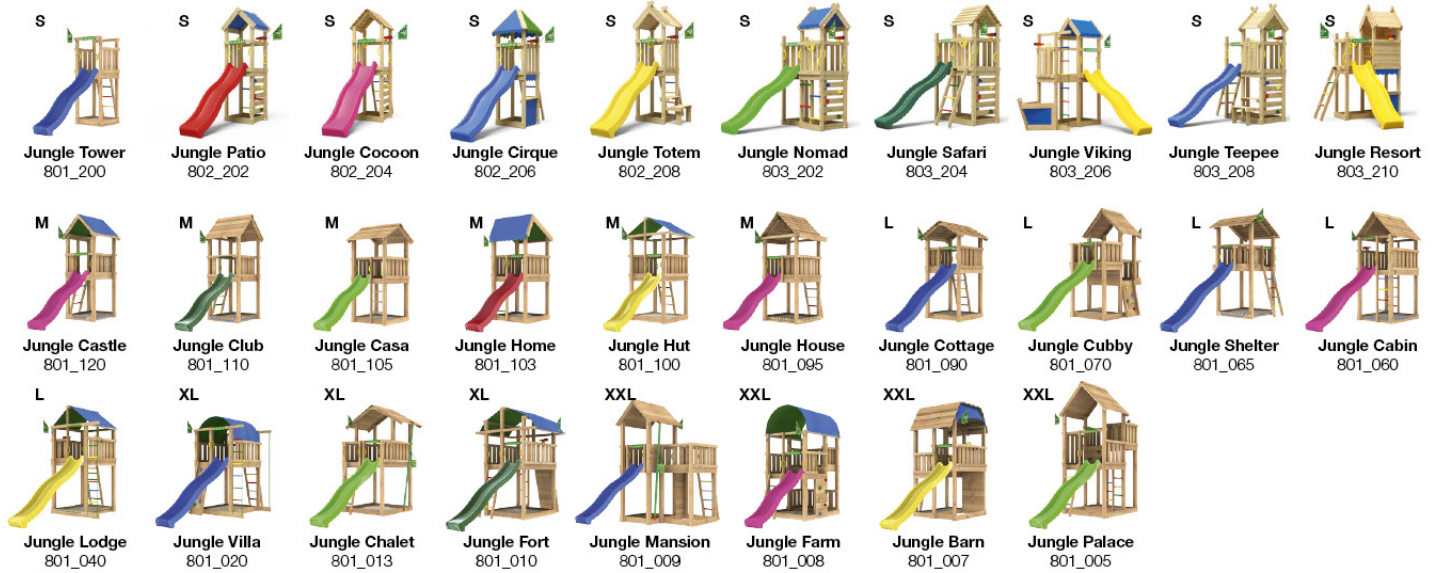 S S S S S S S S S S
Jungle Tower Jungle Patio Jungle Cocoon Jungle Cirque Jungle Totem Jungle Nomad Jungle Safari Jungle Viking Jungle Teepee Jungle Resort
801_200 802_202 802_204 802_206 802_208 803_202 803_204 803_206 803_208 803_210
M M M M M M L L L L
Jungle Castle Jungle Club Jungle Casa Jungle Home Jungle Hut Jungle House Jungle Cottage Jungle Cubby Jungle Shelter Jungle Cabin
801_120 801_110 801_105 801_103 801_100 801_095 801_090 801_070 801_065 801_060
L XL XL XL XXL XXL XXL XXL
Jungle Lodge Jungle Villa Jungle Chalet Jungle Fort Jungle Mansion Jungle Farm Jungle Barn Jungle Palace
801_040 801_020 801_013 801_010 801_009 801_008 801_007 801_005